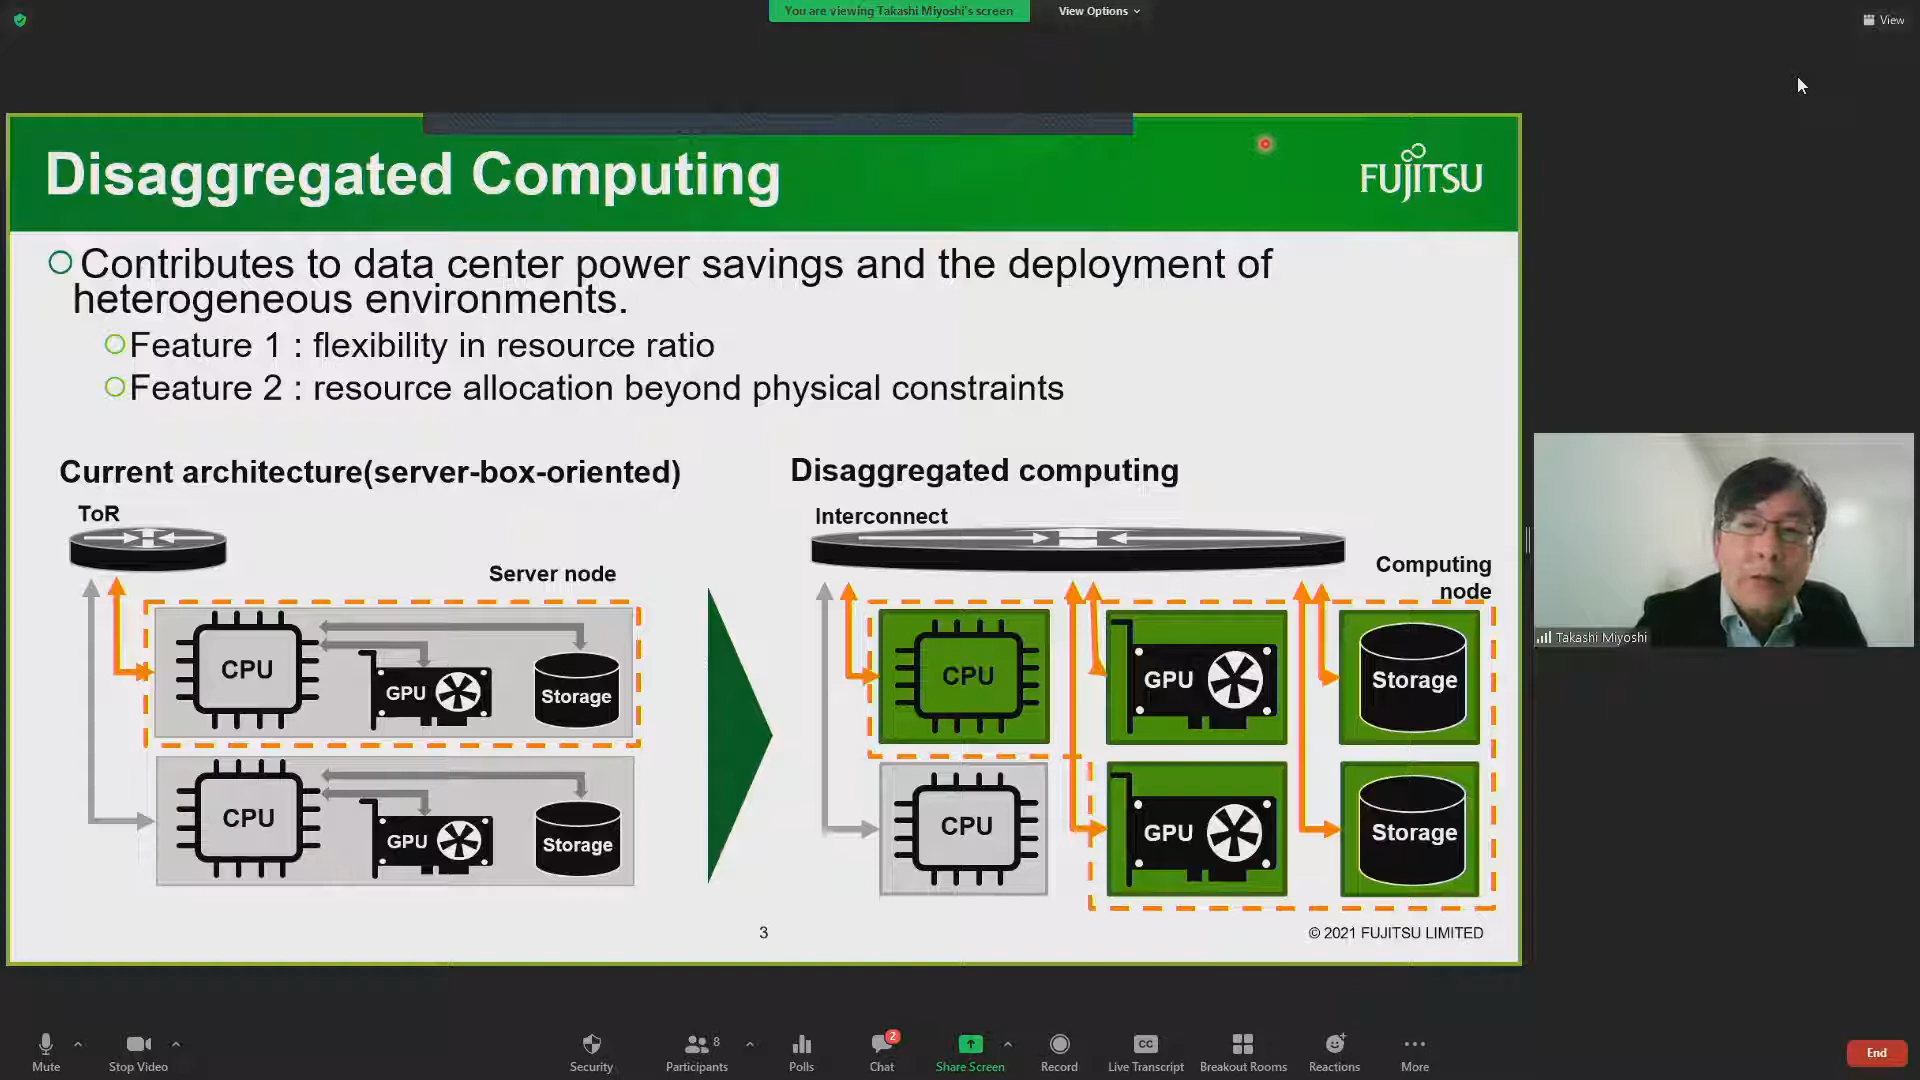 You are viewing Takashi Miyoshi's screen
View Options
View
Disaggregated Computing
FUJITSU
Contributes to data center power savings and the deployment of
heterogeneous environments.
Feature 1 : flexibility in resource ratio
Feature 2 : resource allocation beyond physical constraints
Current architecture(server-box-oriented)
ToR
Server node
CPU
GPU
Storage
CPU
GPU
Storage
Disaggregated computing
Interconnect
Computing
node
CPU
GPU
Storage
CPU
GPU
Storage
3
© 2021 FUJITSU LIMITED
Takashi Miyoshi
Mute
Stop Video
Security
8
Participants
Polls
2
Chat
Share Screen
Record
CC
Live Transcript
Breakout Rooms
Reactions
More
End